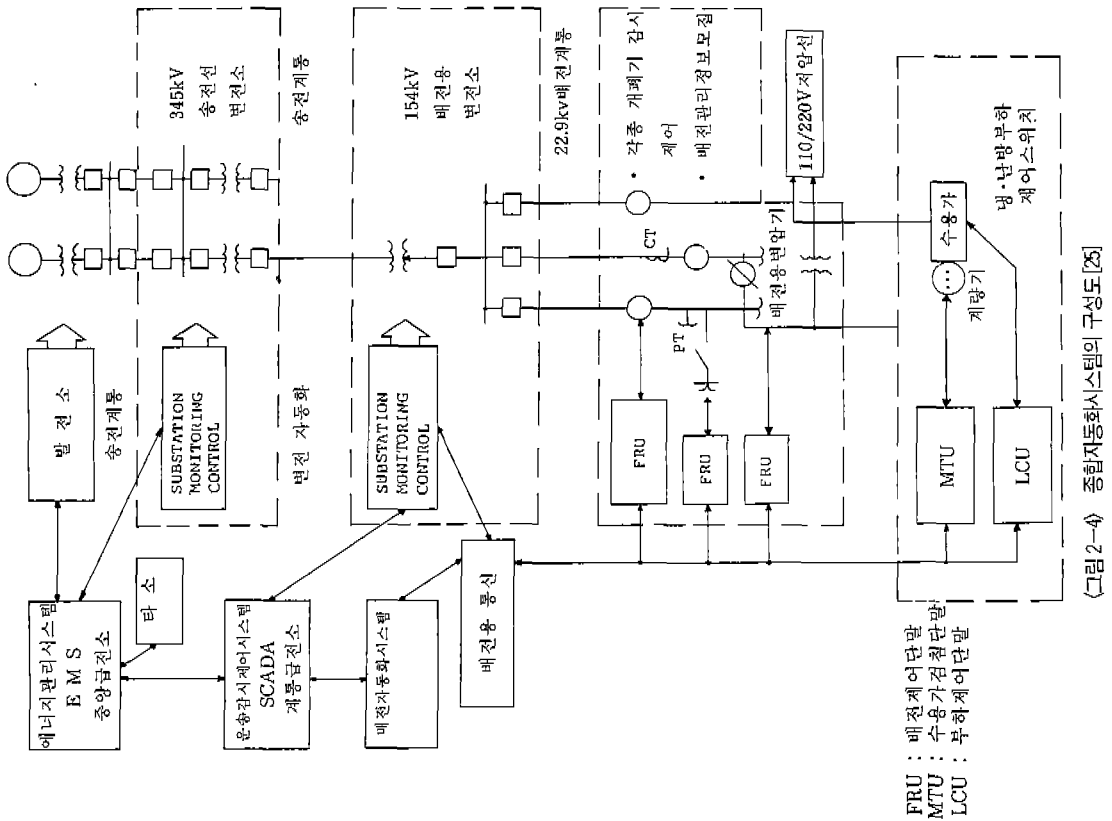 345kV
송전선
변전소
송전계통
154kV
배전용
변전소
22.9kv배전계통
• 각종 개폐기 감시
제어
• 배전관리정보모집
110/220V저압선
냉·난방부하
제어스위치
수용가
계량기
CT
PT
배전용변압기
발 전 소
송전계통
SUBSTATION
MONITORING
CONTROL
변전 자동화
SUBSTATION
MONITORING
CONTROL
FRU
FRU
FRU
MTU
LCU
에너지관리시스템
E M S
중앙급전소
타 소
운송감시제어시스템
SCADA
계통급전소
배전자동화시스템
배전용 통신
FRU : 배전제어단말
MTU : 수용가검침단말
LCU : 부하제어단말
〈그림 2-4〉 종합자동화시스템의 구성도[25]